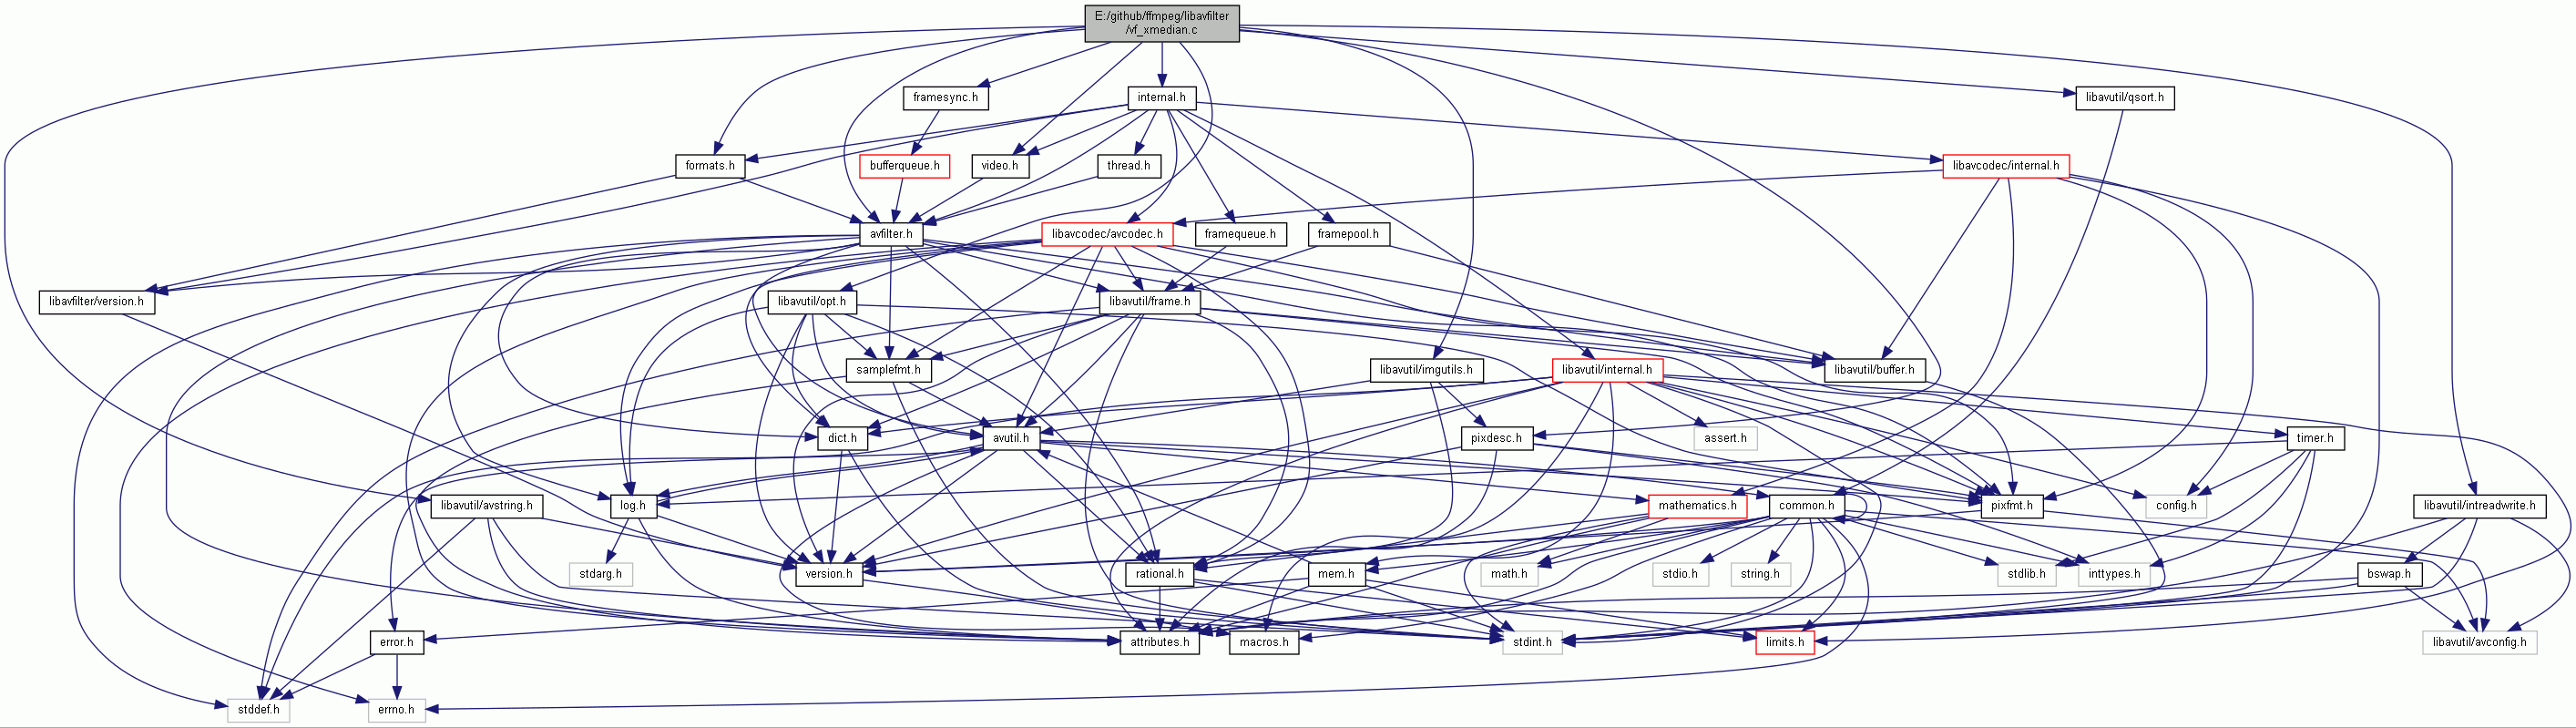 E:/github/ffmpeg/libavfilter
/vf_xmedian.c
framesync.h
internal.h
libavutil/qsort.h
formats.h
bufferqueue.h
video.h
thread.h
libavcodec/internal.h
avfilter.h
libavcodec/avcodec.h
framequeue.h
framepool.h
libavfilter/version.h
libavutil/opt.h
libavutil/frame.h
samplefmt.h
libavutil/imgutils.h
libavutil/internal.h
libavutil/buffer.h
dict.h
avutil.h
pixdesc.h
assert.h
timer.h
libavutil/avstring.h
log.h
mathematics.h
common.h
pixfmt.h
config.h
libavutil/intreadwrite.h
stdarg.h
version.h
rational.h
mem.h
math.h
stdio.h
string.h
stdlib.h
inttypes.h
bswap.h
error.h
attributes.h
macros.h
stdint.h
limits.h
libavutil/avconfig.h
stddef.h
errno.h